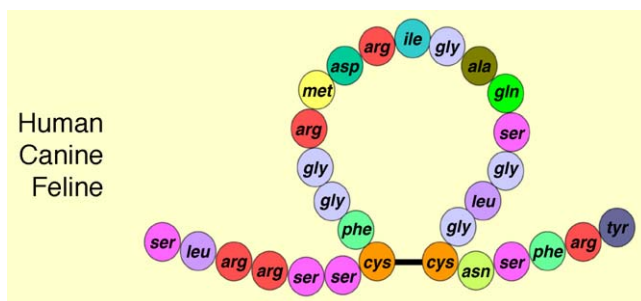 Human
Canine
Feline
ser
leu
arg
arg
ser
ser
cys
phe
gly
gly
arg
met
asp
arg
ile
gly
ala
gln
ser
gly
leu
gly
cys
asn
ser
phe
arg
tyr